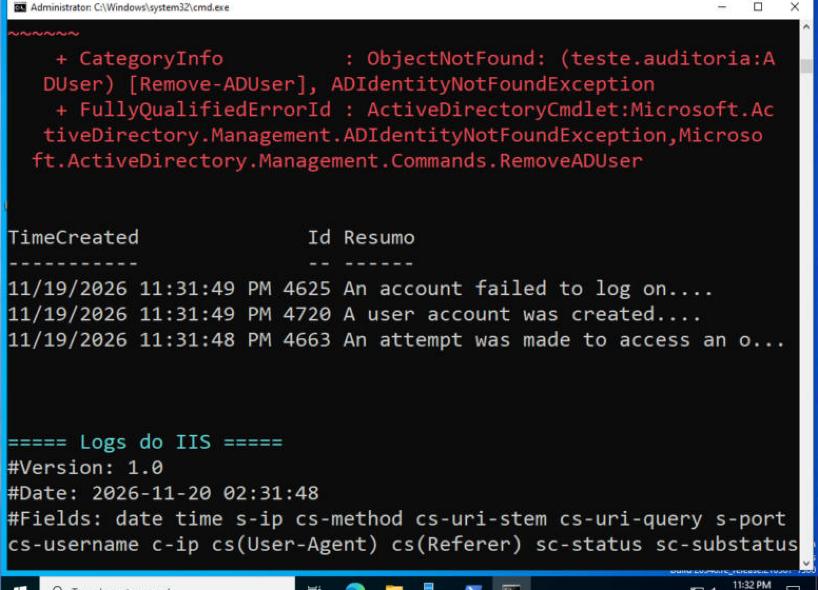 Administrator: C:\Windows\system32\cmd.exe
~~~~~~
+ CategoryInfo : ObjectNotFound: (teste.auditoria:A
DUser) [Remove-ADUser], ADIdentityNotFoundException
+ FullyQualifiedErrorId : ActiveDirectoryCmdlet:Microsoft.Ac
tiveDirectory.Management.ADIdentityNotFoundException,Microso
ft.ActiveDirectory.Management.Commands.RemoveADUser
TimeCreated Id Resumo
----------- -- ------
11/19/2026 11:31:49 PM 4625 An account failed to log on....
11/19/2026 11:31:49 PM 4720 A user account was created....
11/19/2026 11:31:48 PM 4663 An attempt was made to access an o...
===== Logs do IIS =====
#Version: 1.0
#Date: 2026-11-20 02:31:48
#Fields: date time s-ip cs-method cs-uri-stem cs-uri-query s-port
cs-username c-ip cs(User-Agent) cs(Referer) sc-status sc-substatus
11:32 PM